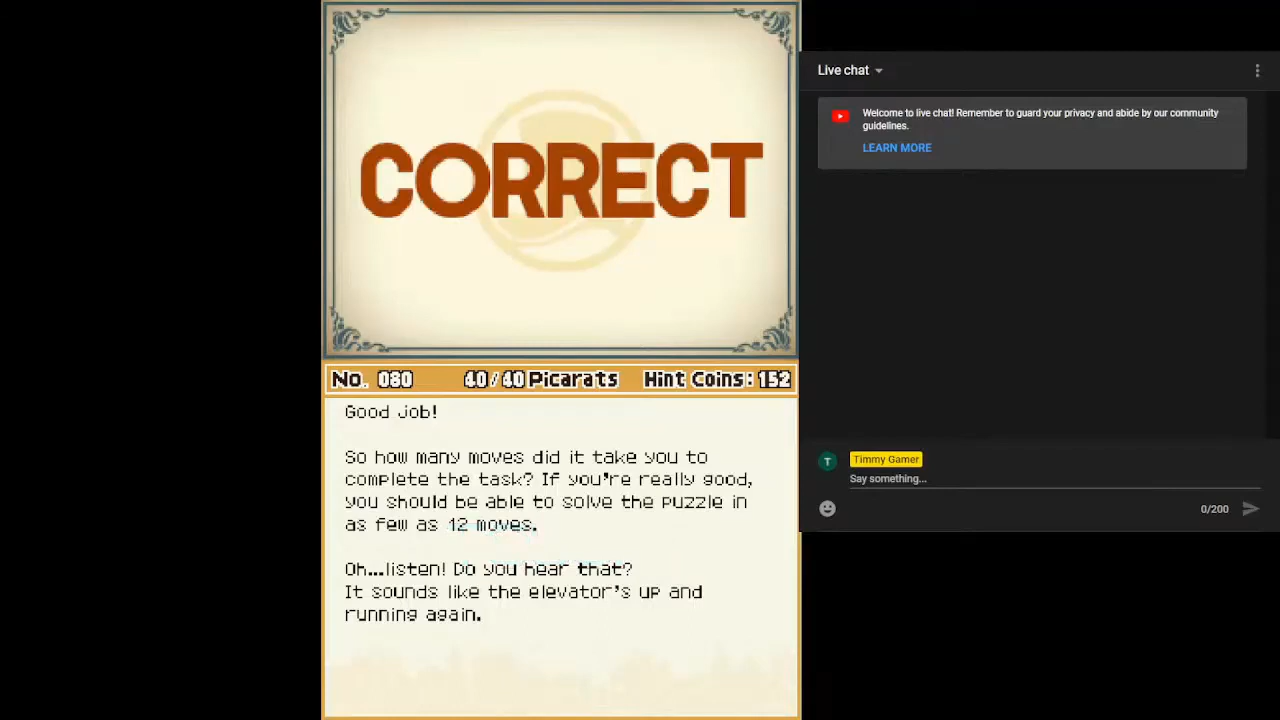 CORRECT
No. 080 40/40 Picarats Hint Coins: 152
Good job!
So how many moves did it take you to
complete the task? If you're really good,
you should be able to solve the puzzle in
as few as 12 moves.
Oh...listen! Do you hear that?
It sounds like the elevator's up and
running again.
Live chat
Welcome to live chat! Remember to guard your privacy and abide by our community
guidelines.
LEARN MORE
T
Timmy Gamer
Say something...
0/200